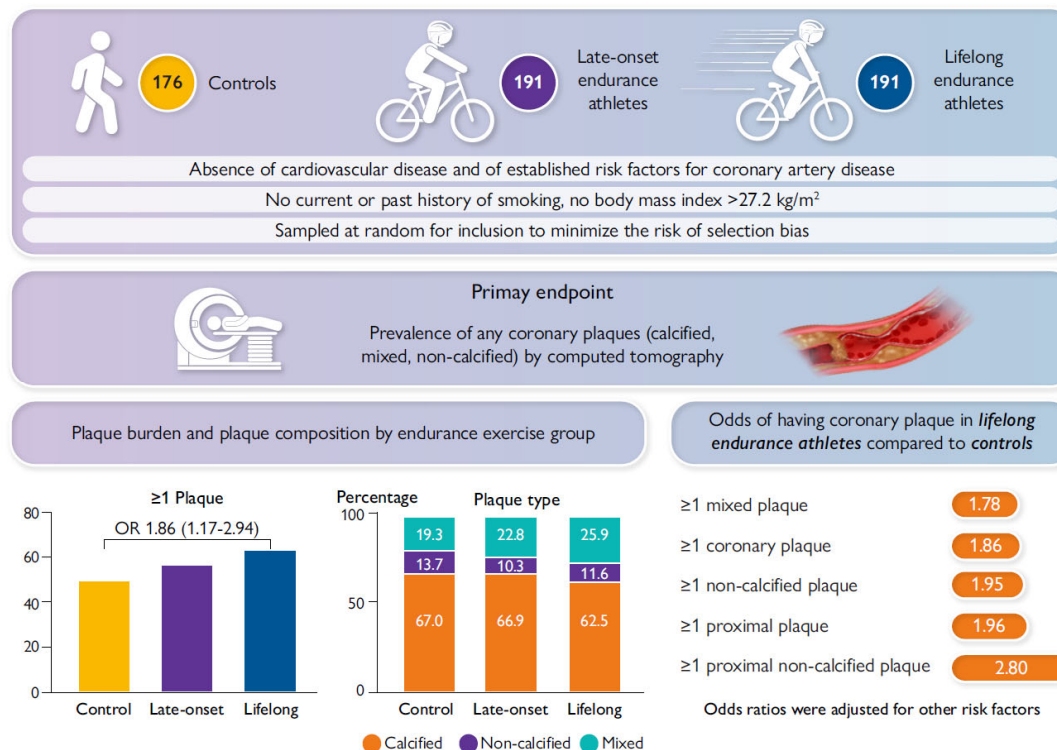 176
Controls
191
Late-onset
endurance
athletes
191
Lifelong
endurance
athletes
Absence of cardiovascular disease and of established risk factors for coronary artery disease
No current or past history of smoking, no body mass index >27.2 kg/m²
Sampled at random for inclusion to minimize the risk of selection bias
Primay endpoint
Prevalence of any coronary plaques (calcified,
mixed, non-calcified) by computed tomography
Plaque burden and plaque composition by endurance exercise group
≥1 Plaque
80
60
40
20
0
OR 1.86 (1.17-2.94)
Control Late-onset Lifelong
Percentage
Plaque type
100
50
0
19.3 22.8 25.9
13.7 10.3 11.6
67.0 66.9 62.5
Control Late-onset Lifelong
Calcified Non-calcified Mixed
Odds of having coronary plaque in lifelong
endurance athletes compared to controls
≥1 mixed plaque 1.78
≥1 coronary plaque 1.86
≥1 non-calcified plaque 1.95
≥1 proximal plaque 1.96
≥1 proximal non-calcified plaque 2.80
Odds ratios were adjusted for other risk factors